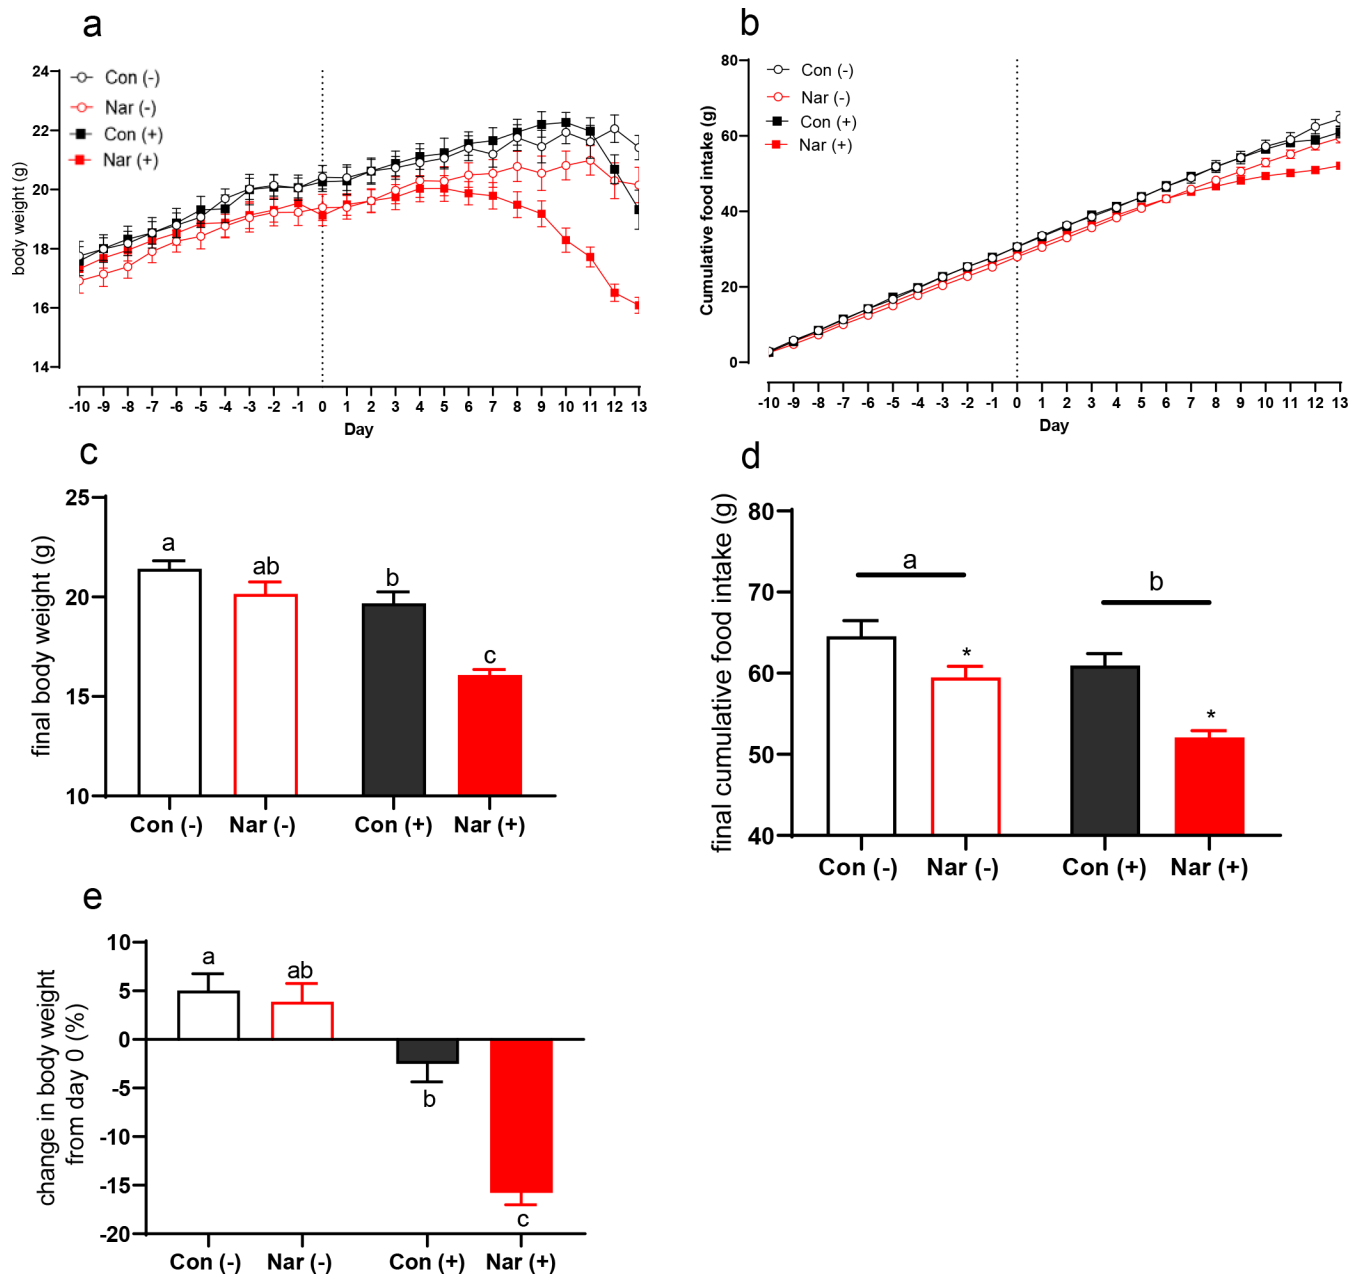 a
24
22
20
18
16
14
body weight (g)
Con (-)
Nar (-)
Con (+)
Nar (+)
-10 -9 -8 -7 -6 -5 -4 -3 -2 -1 0 1 2 3 4 5 6 7 8 9 10 11 12 13
Day
b
80
60
40
20
0
Cumulative food intake (g)
Con (-)
Nar (-)
Con (+)
Nar (+)
-10 -9 -8 -7 -6 -5 -4 -3 -2 -1 0 1 2 3 4 5 6 7 8 9 10 11 12 13
Day
c
25
20
15
10
final body weight (g)
a
ab
b
c
Con (-) Nar (-) Con (+) Nar (+)
d
80
70
60
50
40
final cumulative food intake (g)
a
b
*
*
Con (-) Nar (-) Con (+) Nar (+)
e
10
5
0
-5
-10
-15
-20
change in body weight
from day 0 (%)
a
ab
b
c
Con (-) Nar (-) Con (+) Nar (+)